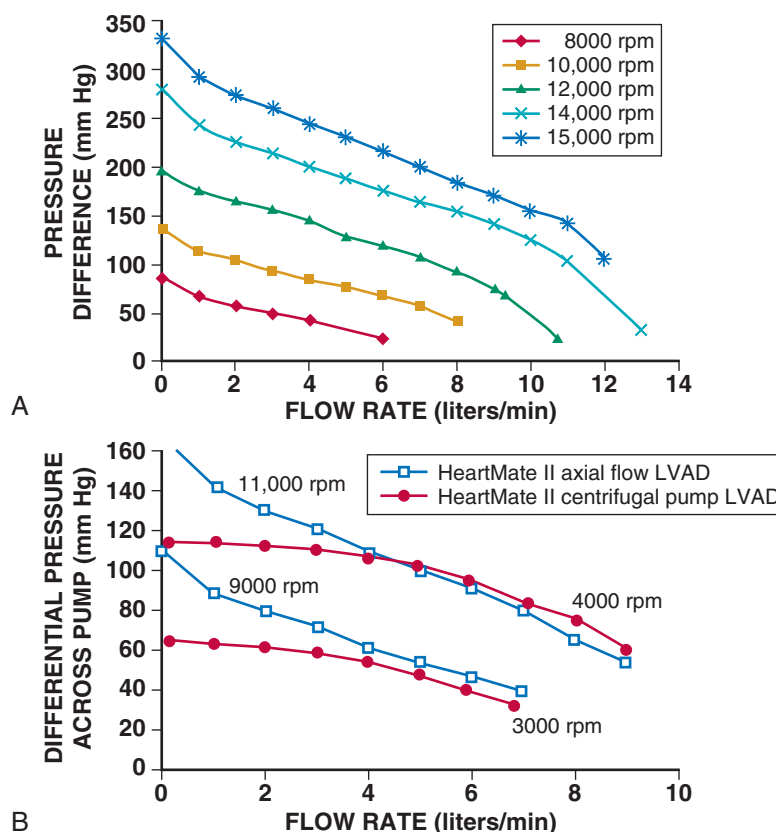 350
300
250
200
150
100
50
0
PRESSURE
DIFFERENCE (mm Hg)
8000 rpm
10,000 rpm
12,000 rpm
14,000 rpm
15,000 rpm
0 2 4 6 8 10 12 14
FLOW RATE (liters/min)
A
160
140
120
100
80
60
40
20
0
DIFFERENTIAL PRESSURE
ACROSS PUMP (mm Hg)
HeartMate II axial flow LVAD
HeartMate II centrifugal pump LVAD
11,000 rpm
9000 rpm
4000 rpm
3000 rpm
0 2 4 6 8 10
FLOW RATE (liters/min)
B